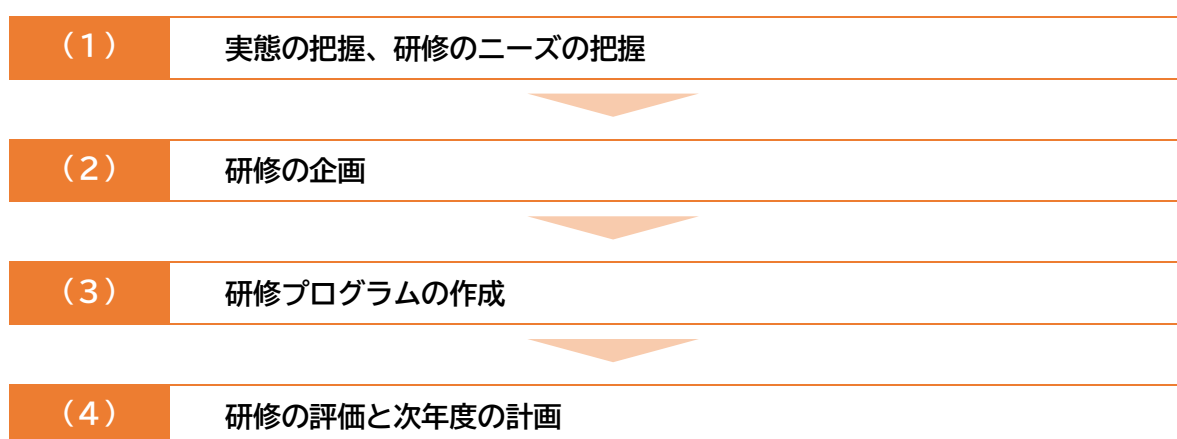 （1） 実態の把握、研修のニーズの把握
（2） 研修の企画
（3） 研修プログラムの作成
（4） 研修の評価と次年度の計画